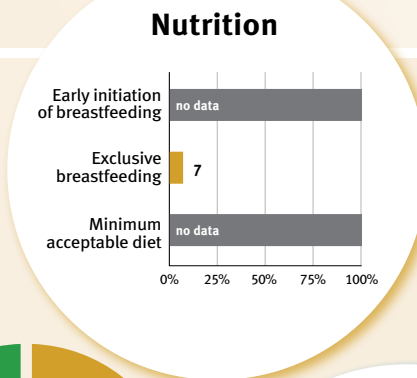 Nutrition
Early initiation
of breastfeeding
no data
Exclusive
breastfeeding
7
Minimum
acceptable diet
no data
0% 25% 50% 75% 100%